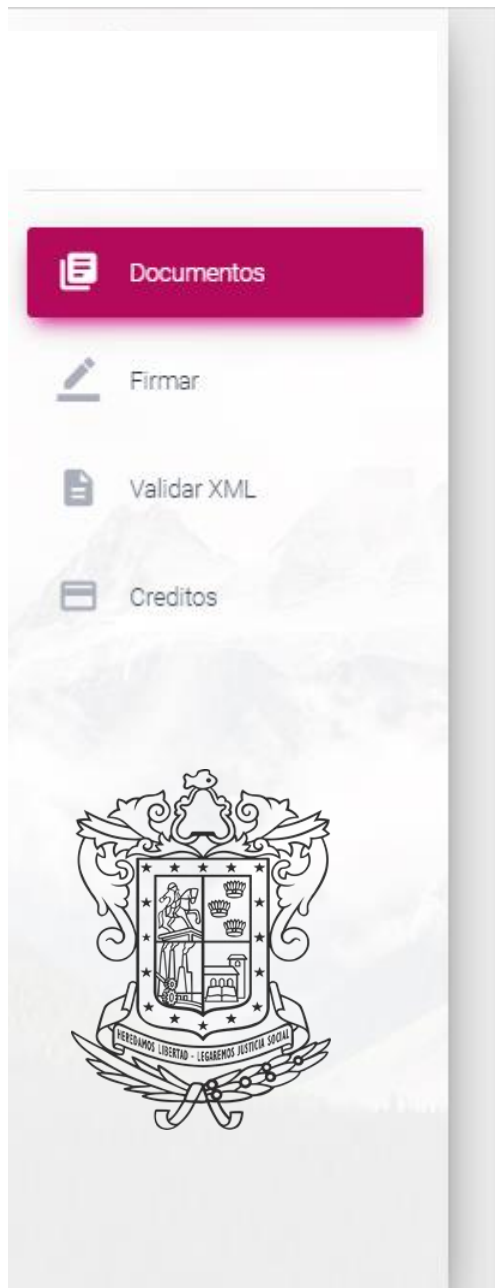 Documentos
Firmar
Validar XML
Creditos
HEREDAMOS LIBERTAD - LEGAREMOS JUSTICIA SOCIAL